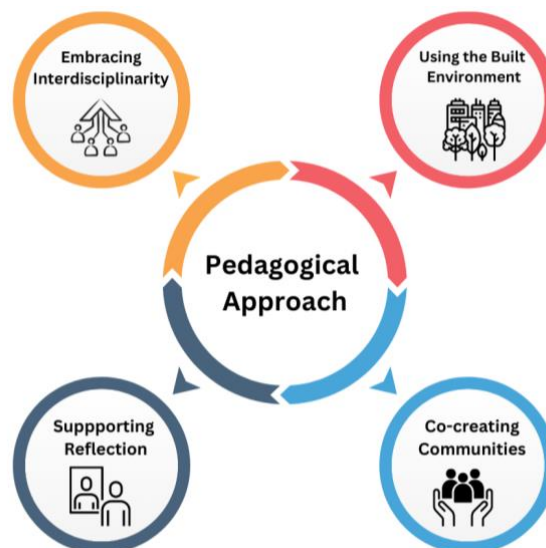 Embracing
Interdisciplinarity
Using the Built
Environment
Pedagogical
Approach
Suppporting
Reflection
Co-creating
Communities